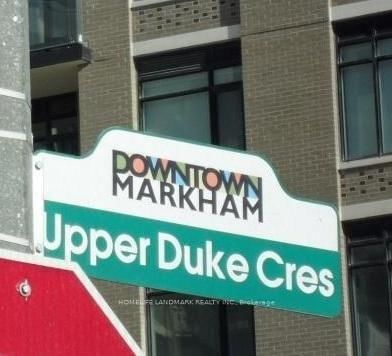 DOWNTOWN
MARKHAM
Upper Duke Cres
HOMELIFE LANDMARK REALTY INC., Brokerage